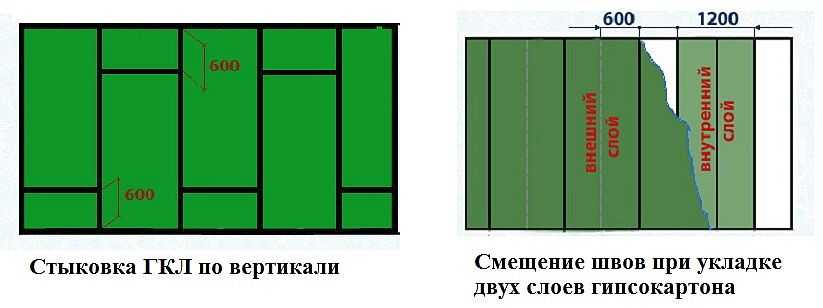 600
600
Стыковка ГКЛ по вертикали
600 1200
внешний
слой
внутренний
слой
Смещение швов при укладке
двух слоев гипсокартона